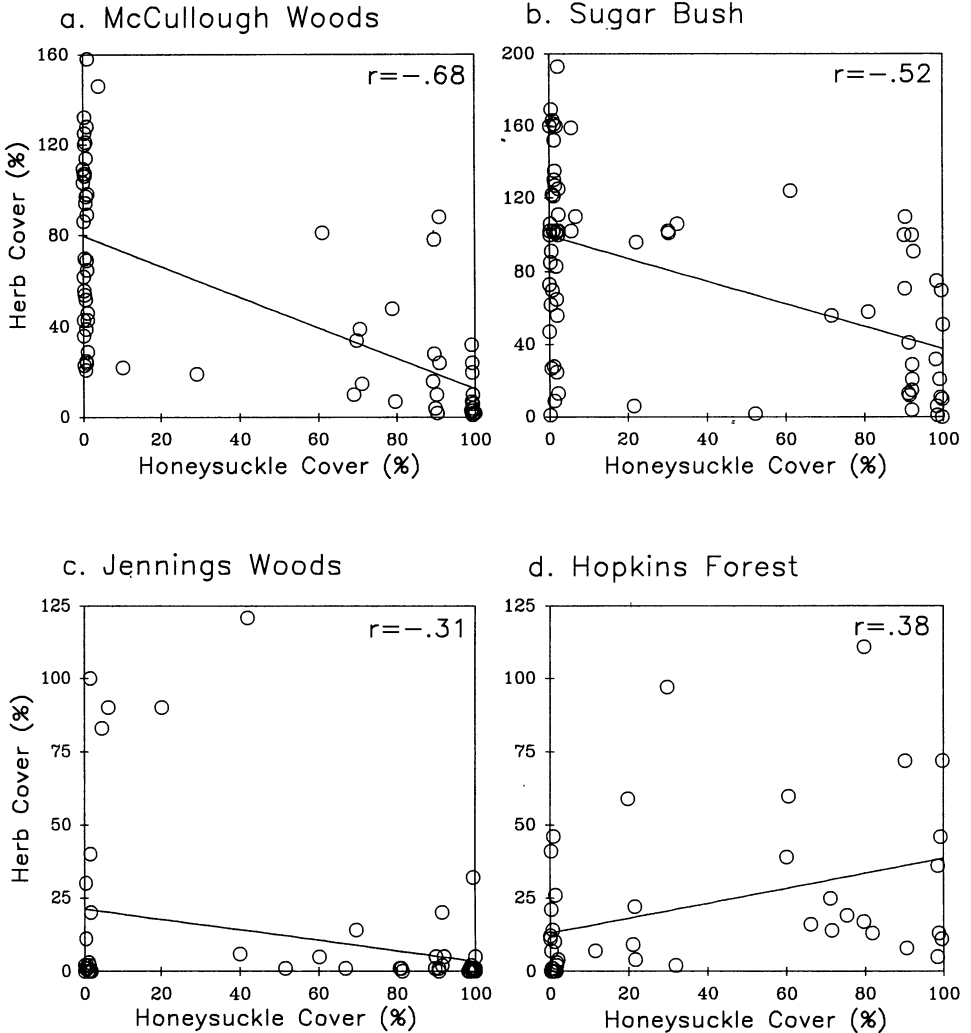 a. McCullough Woods
r=-.68
160
120
80
40
0
Herb Cover (%)
0 20 40 60 80 100
Honeysuckle Cover (%)
b. Sugar Bush
r=-.52
200
160
120
80
40
0
0 20 40 60 80 100
Honeysuckle Cover (%)
c. Jennings Woods
r=-.31
125
100
75
50
25
0
Herb Cover (%)
0 20 40 60 80 100
Honeysuckle Cover (%)
d. Hopkins Forest
r=.38
125
100
75
50
25
0
0 20 40 60 80 100
Honeysuckle Cover (%)